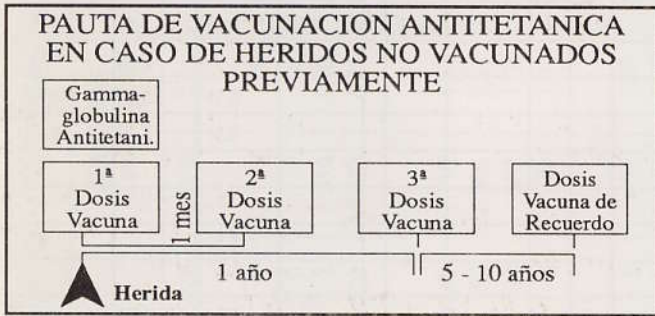 PAUTA DE VACUNACION ANTITETANICA
EN CASO DE HERIDOS NO VACUNADOS
PREVIAMENTE
Gamma-
globulina
Antitetani.
1ª
Dosis
Vacuna
1 mes
2ª
Dosis
Vacuna
3ª
Dosis
Vacuna
Dosis
Vacuna de
Recuerdo
1 año
5 - 10 años
Herida